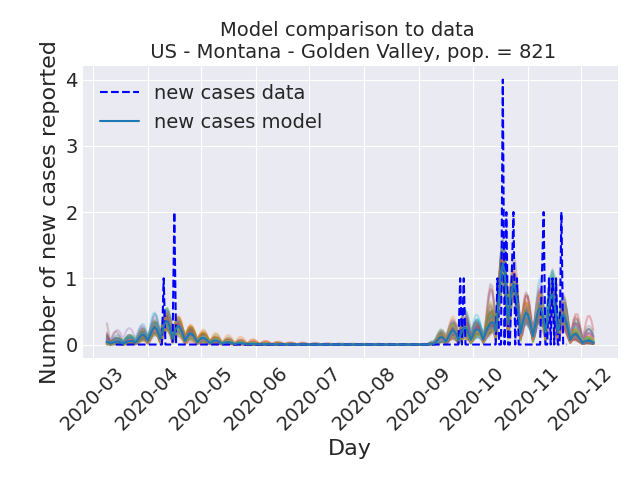 Model comparison to data
US - Montana - Golden Valley, pop. = 821
Number of new cases reported
4
3
2
1
0
new cases data
new cases model
2020-03
2020-04
2020-05
2020-06
2020-07
2020-08
2020-09
2020-10
2020-11
2020-12
Day